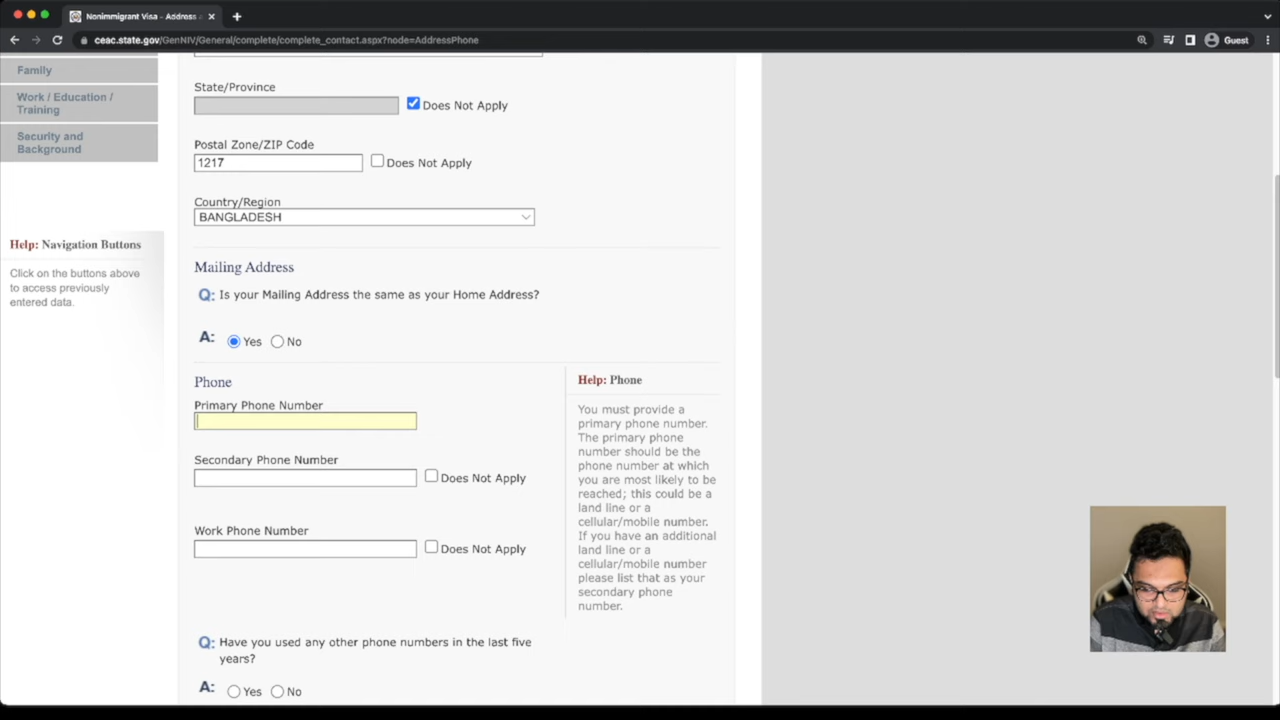 Nonimmigrant Visa - Address a
ceac.state.gov/GenNIV/General/complete/complete_contact.aspx?node=AddressPhone
Guest
Family
Work / Education /
Training
Security and
Background
Help: Navigation Buttons
Click on the buttons above
to access previously
entered data.
State/Province
Does Not Apply
Postal Zone/ZIP Code
1217
Does Not Apply
Country/Region
BANGLADESH
Mailing Address
Q: Is your Mailing Address the same as your Home Address?
A: Yes No
Phone
Primary Phone Number
Secondary Phone Number
Does Not Apply
Work Phone Number
Does Not Apply
Help: Phone
You must provide a
primary phone number.
The primary phone
number should be the
phone number at which
you are most likely to be
reached; this could be a
land line or a
cellular/mobile number.
If you have an additional
land line or a
cellular/mobile number
please list that as your
secondary phone
number.
Q: Have you used any other phone numbers in the last five
years?
A: Yes No